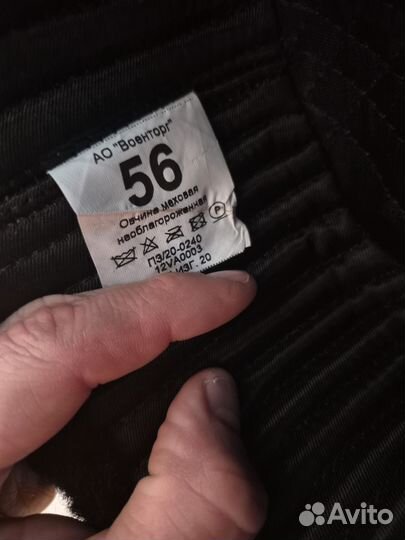 АО "Военторг"
56
Овчина меховая
необлагороженная
P
ПЗ/20-0240
12VA0003
ИЗГ. 20
Avito